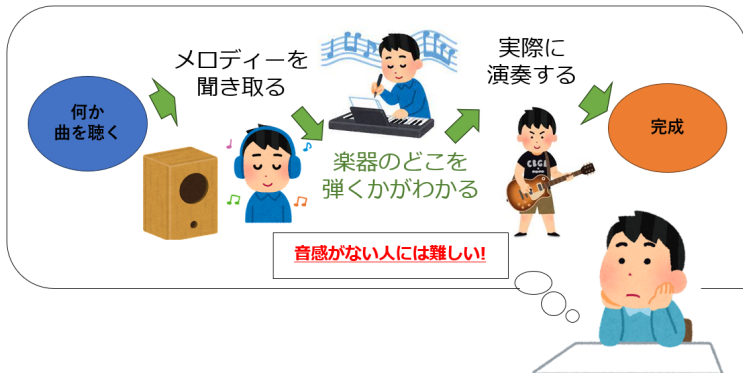 何か
曲を聴く
メロディーを
聞き取る
楽器のどこを
弾くかがわかる
実際に
演奏する
CBGB
完成
音感がない人には難しい!